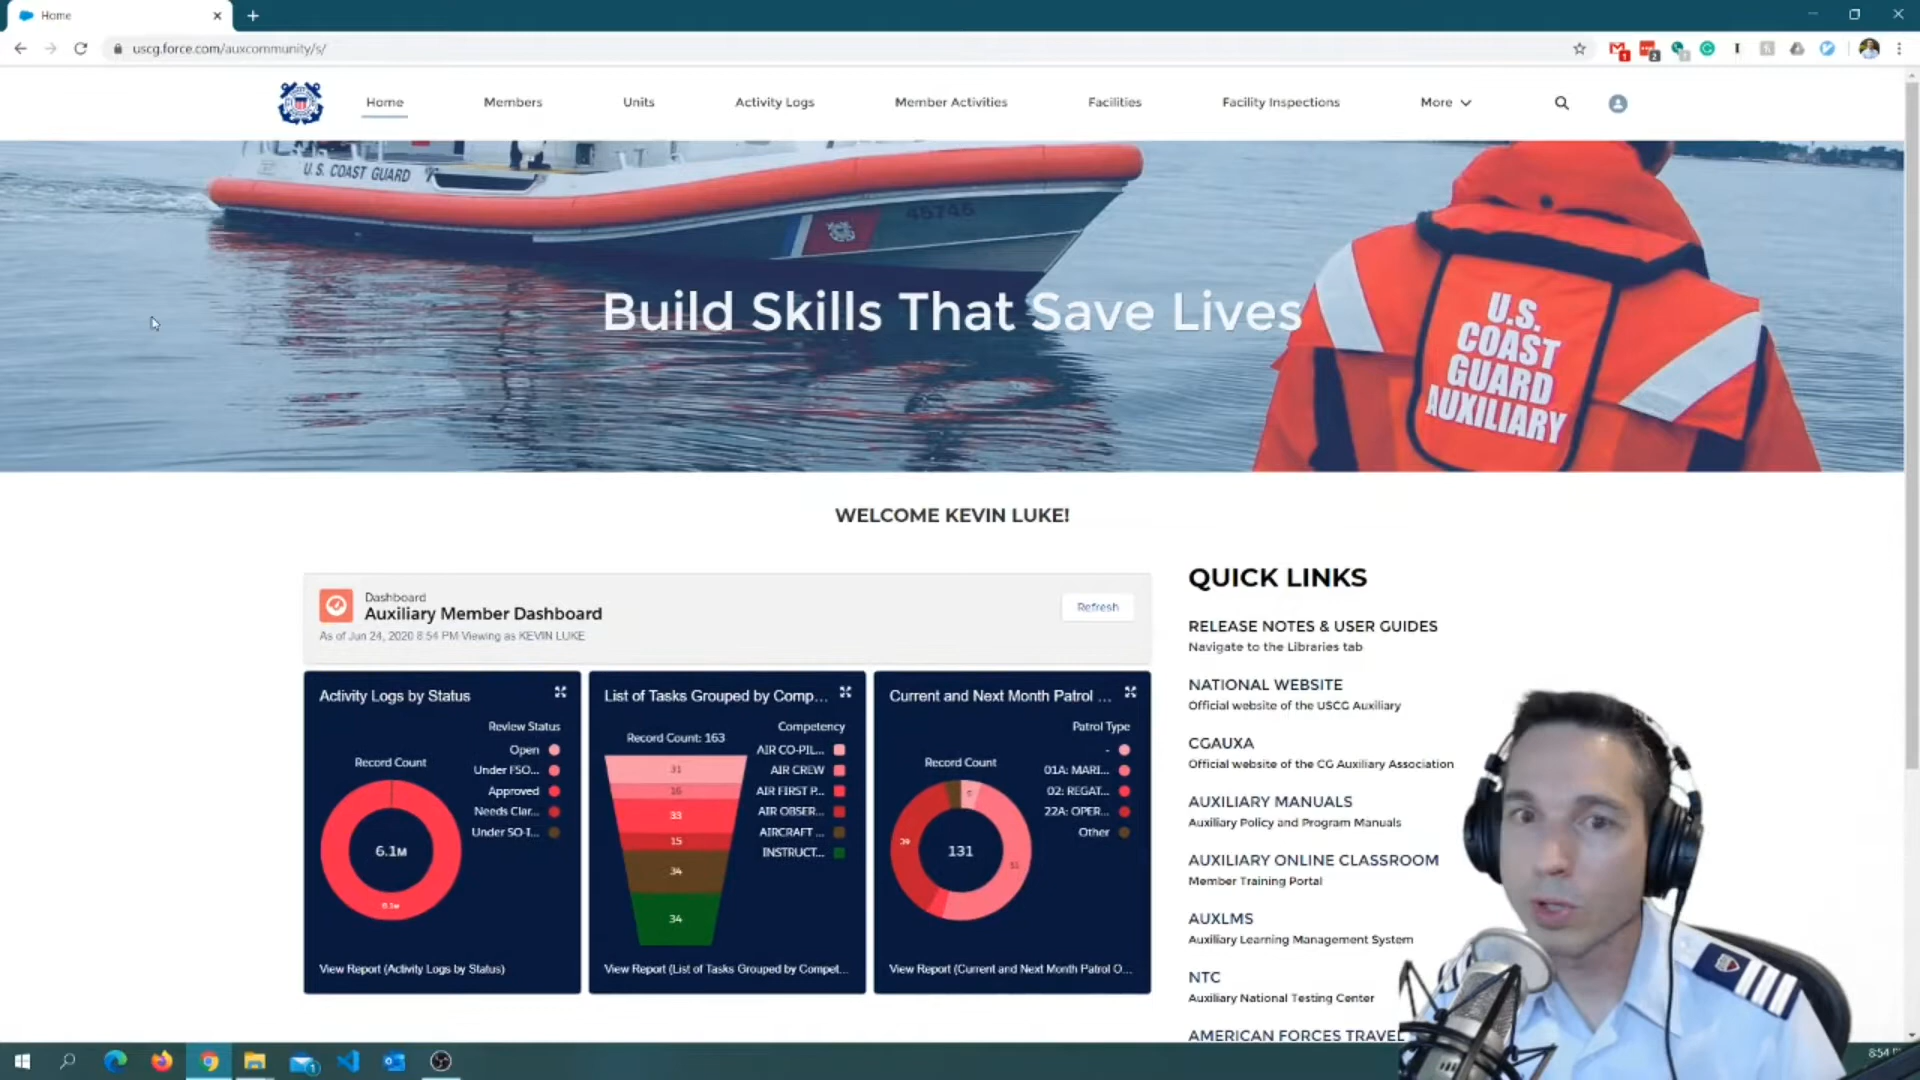 Home
uscg.force.com/auxcommunity/s/
Home
Members
Units
Activity Logs
Member Activities
Facilities
Facility Inspections
More
U.S. COAST GUARD
45745
Build Skills That Save Lives
U.S.
COAST
GUARD
AUXILIARY
WELCOME KEVIN LUKE!
Dashboard
Auxiliary Member Dashboard
As of Jun 24, 2020 8:54 PM Viewing as KEVIN LUKE
Refresh
Activity Logs by Status
Review Status
Open
Under FSO...
Approved
Needs Clar...
Under SO-I...
Record Count
6.1M
6.1M
View Report (Activity Logs by Status)
List of Tasks Grouped by Comp...
Record Count: 163
Competency
AIR CO-PIL...
AIR CREW
AIR FIRST P...
AIR OBSER...
AIRCRAFT ...
INSTRUCT...
31
16
33
15
34
34
View Report (List of Tasks Grouped by Compet...
Current and Next Month Patrol ...
Patrol Type
-
01A: MARI...
02: REGAT...
22A: OPER...
Other
Record Count
131
View Report (Current and Next Month Patrol O...
QUICK LINKS
RELEASE NOTES & USER GUIDES
Navigate to the Libraries tab
NATIONAL WEBSITE
Official website of the USCG Auxiliary
CGAUXA
Official website of the CG Auxiliary Association
AUXILIARY MANUALS
Auxiliary Policy and Program Manuals
AUXILIARY ONLINE CLASSROOM
Member Training Portal
AUXLMS
Auxiliary Learning Management System
NTC
Auxiliary National Testing Center
AMERICAN FORCES TRAVEL
8:54